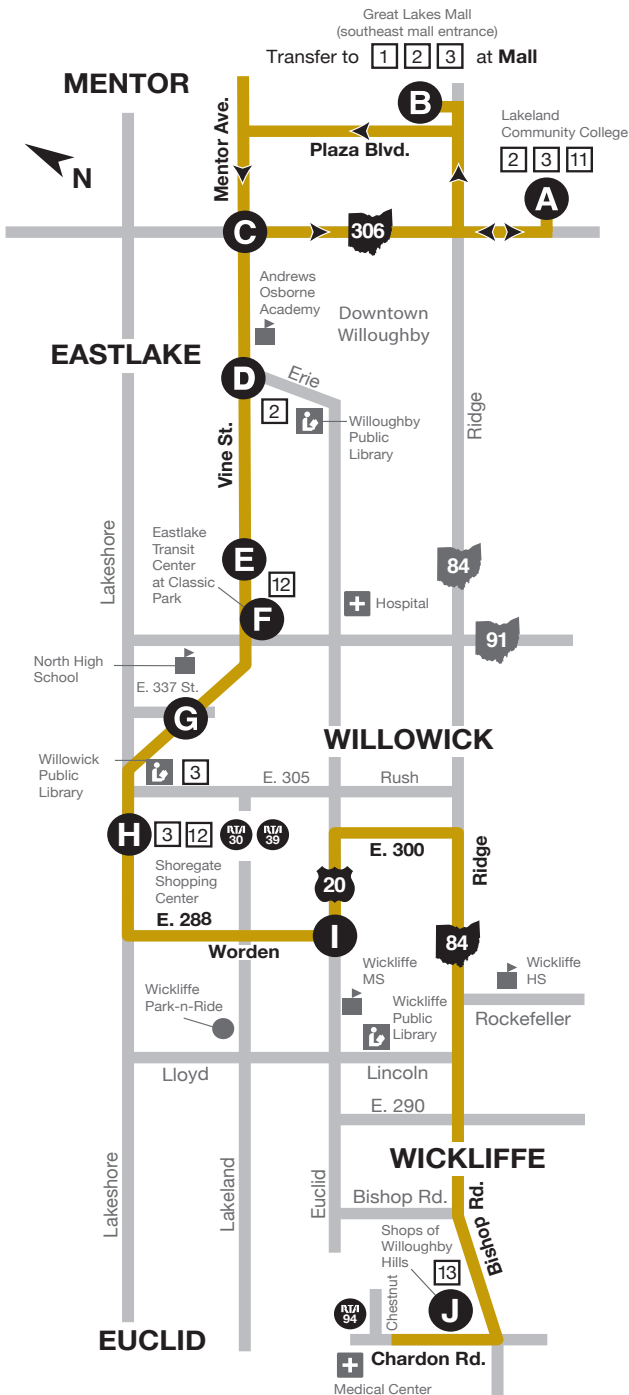 Great Lakes Mall
(southeast mall entrance)
Transfer to 1 2 3 at Mall
MENTOR
B
Mentor Ave.
Plaza Blvd.
Lakeland
Community College
2 3 11
A
N
C
306
Andrews
Osborne
Academy
Downtown
Willoughby
EASTLAKE
D
Erie
2
Willoughby
Public
Library
Ridge
Vine St.
Lakeshore
Eastlake
Transit
Center
at Classic
Park
E
12
F
84
Hospital
91
North High
School
E. 337 St.
G
WILLOWICK
Willowick
Public
Library
3
E. 305
Rush
H
3 12
RTA
30
RTA
39
Shoregate
Shopping
Center
E. 300
Ridge
20
E. 288
Worden
I
84
Wickliffe
MS
Wickliffe
HS
Wickliffe
Park-n-Ride
Wickliffe
Public
Library
Rockefeller
Lloyd
Lincoln
E. 290
WICKLIFFE
Lakeshore
Lakeland
Euclid
Bishop Rd.
Bishop Rd.
Shops of
Willoughby
Hills
13
J
RTA
94
Chestnut
EUCLID
Chardon Rd.
Medical Center